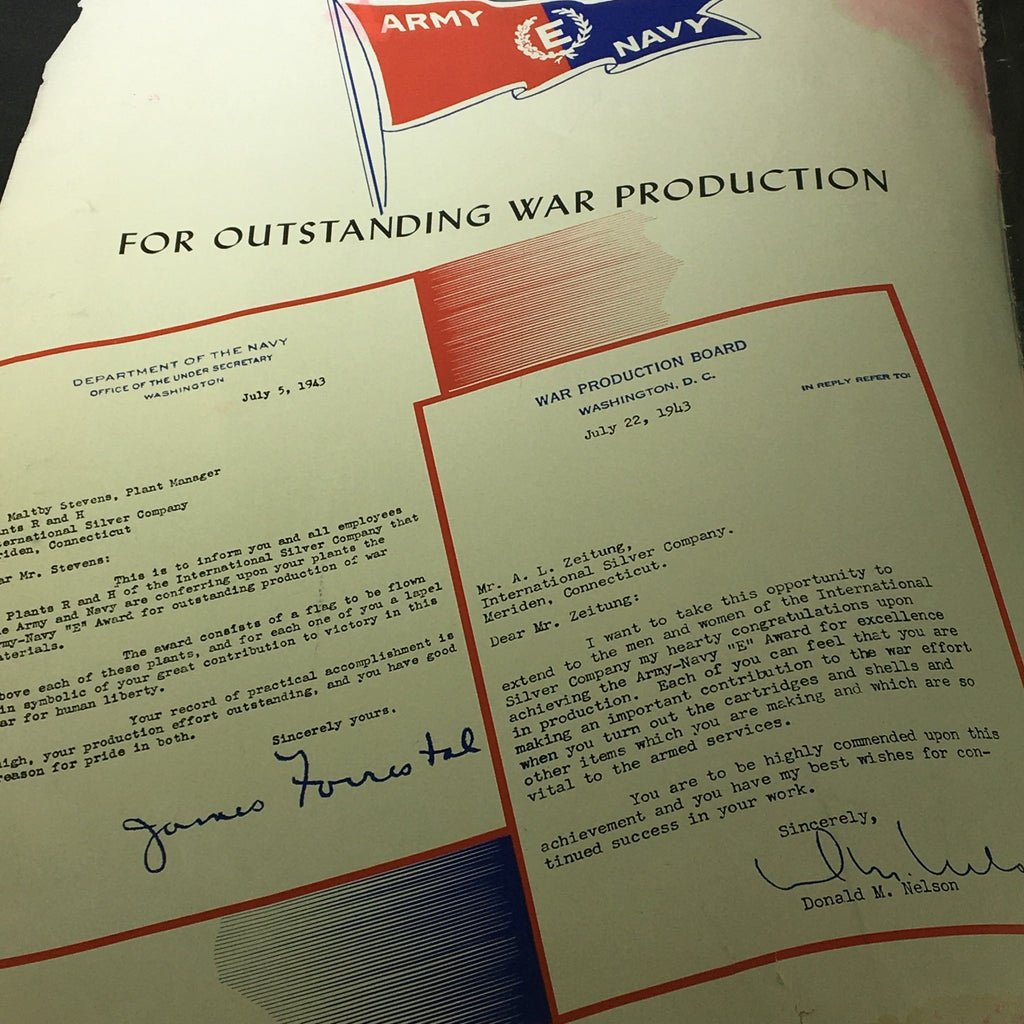 ARMY E NAVY
FOR OUTSTANDING WAR PRODUCTION
DEPARTMENT OF THE NAVY
OFFICE OF THE UNDER SECRETARY
WASHINGTON
July 5, 1943
Maltby Stevens, Plant Manager
R and H
International Silver Company
Connecticut
Mr. Stevens:
This is to inform you and all employees
Plants R and H of the International Silver Company that
Army and Navy are conferring upon your plants the
Army-Navy "E" Award for outstanding production of war
materials.
The award consists of a flag to be flown
above each of these plants, and for each one of you a lapel
pin symbolic of your great contribution to victory in this
war for human liberty.
Your record of practical accomplishment is
high, your production effort outstanding, and you have good
reason for pride in both.
Sincerely yours.
James Forrestal
WAR PRODUCTION BOARD
WASHINGTON, D. C.
IN REPLY REFER TO:
July 22, 1943
Mr. A. L. Zeitung,
International Silver Company.
Meriden, Connecticut.
Dear Mr. Zeitung:
I want to take this opportunity to
extend to the men and women of the International
Silver Company my hearty congratulations upon
achieving the Army-Navy "E" Award for excellence
in production. Each of you can feel that you are
making an important contribution to the war effort
when you turn out the cartridges and shells and
other items which you are making and which are so
vital to the armed services.
You are to be highly commended upon this
achievement and you have my best wishes for con-
tinued success in your work.
Sincerely,
Donald M. Nelson